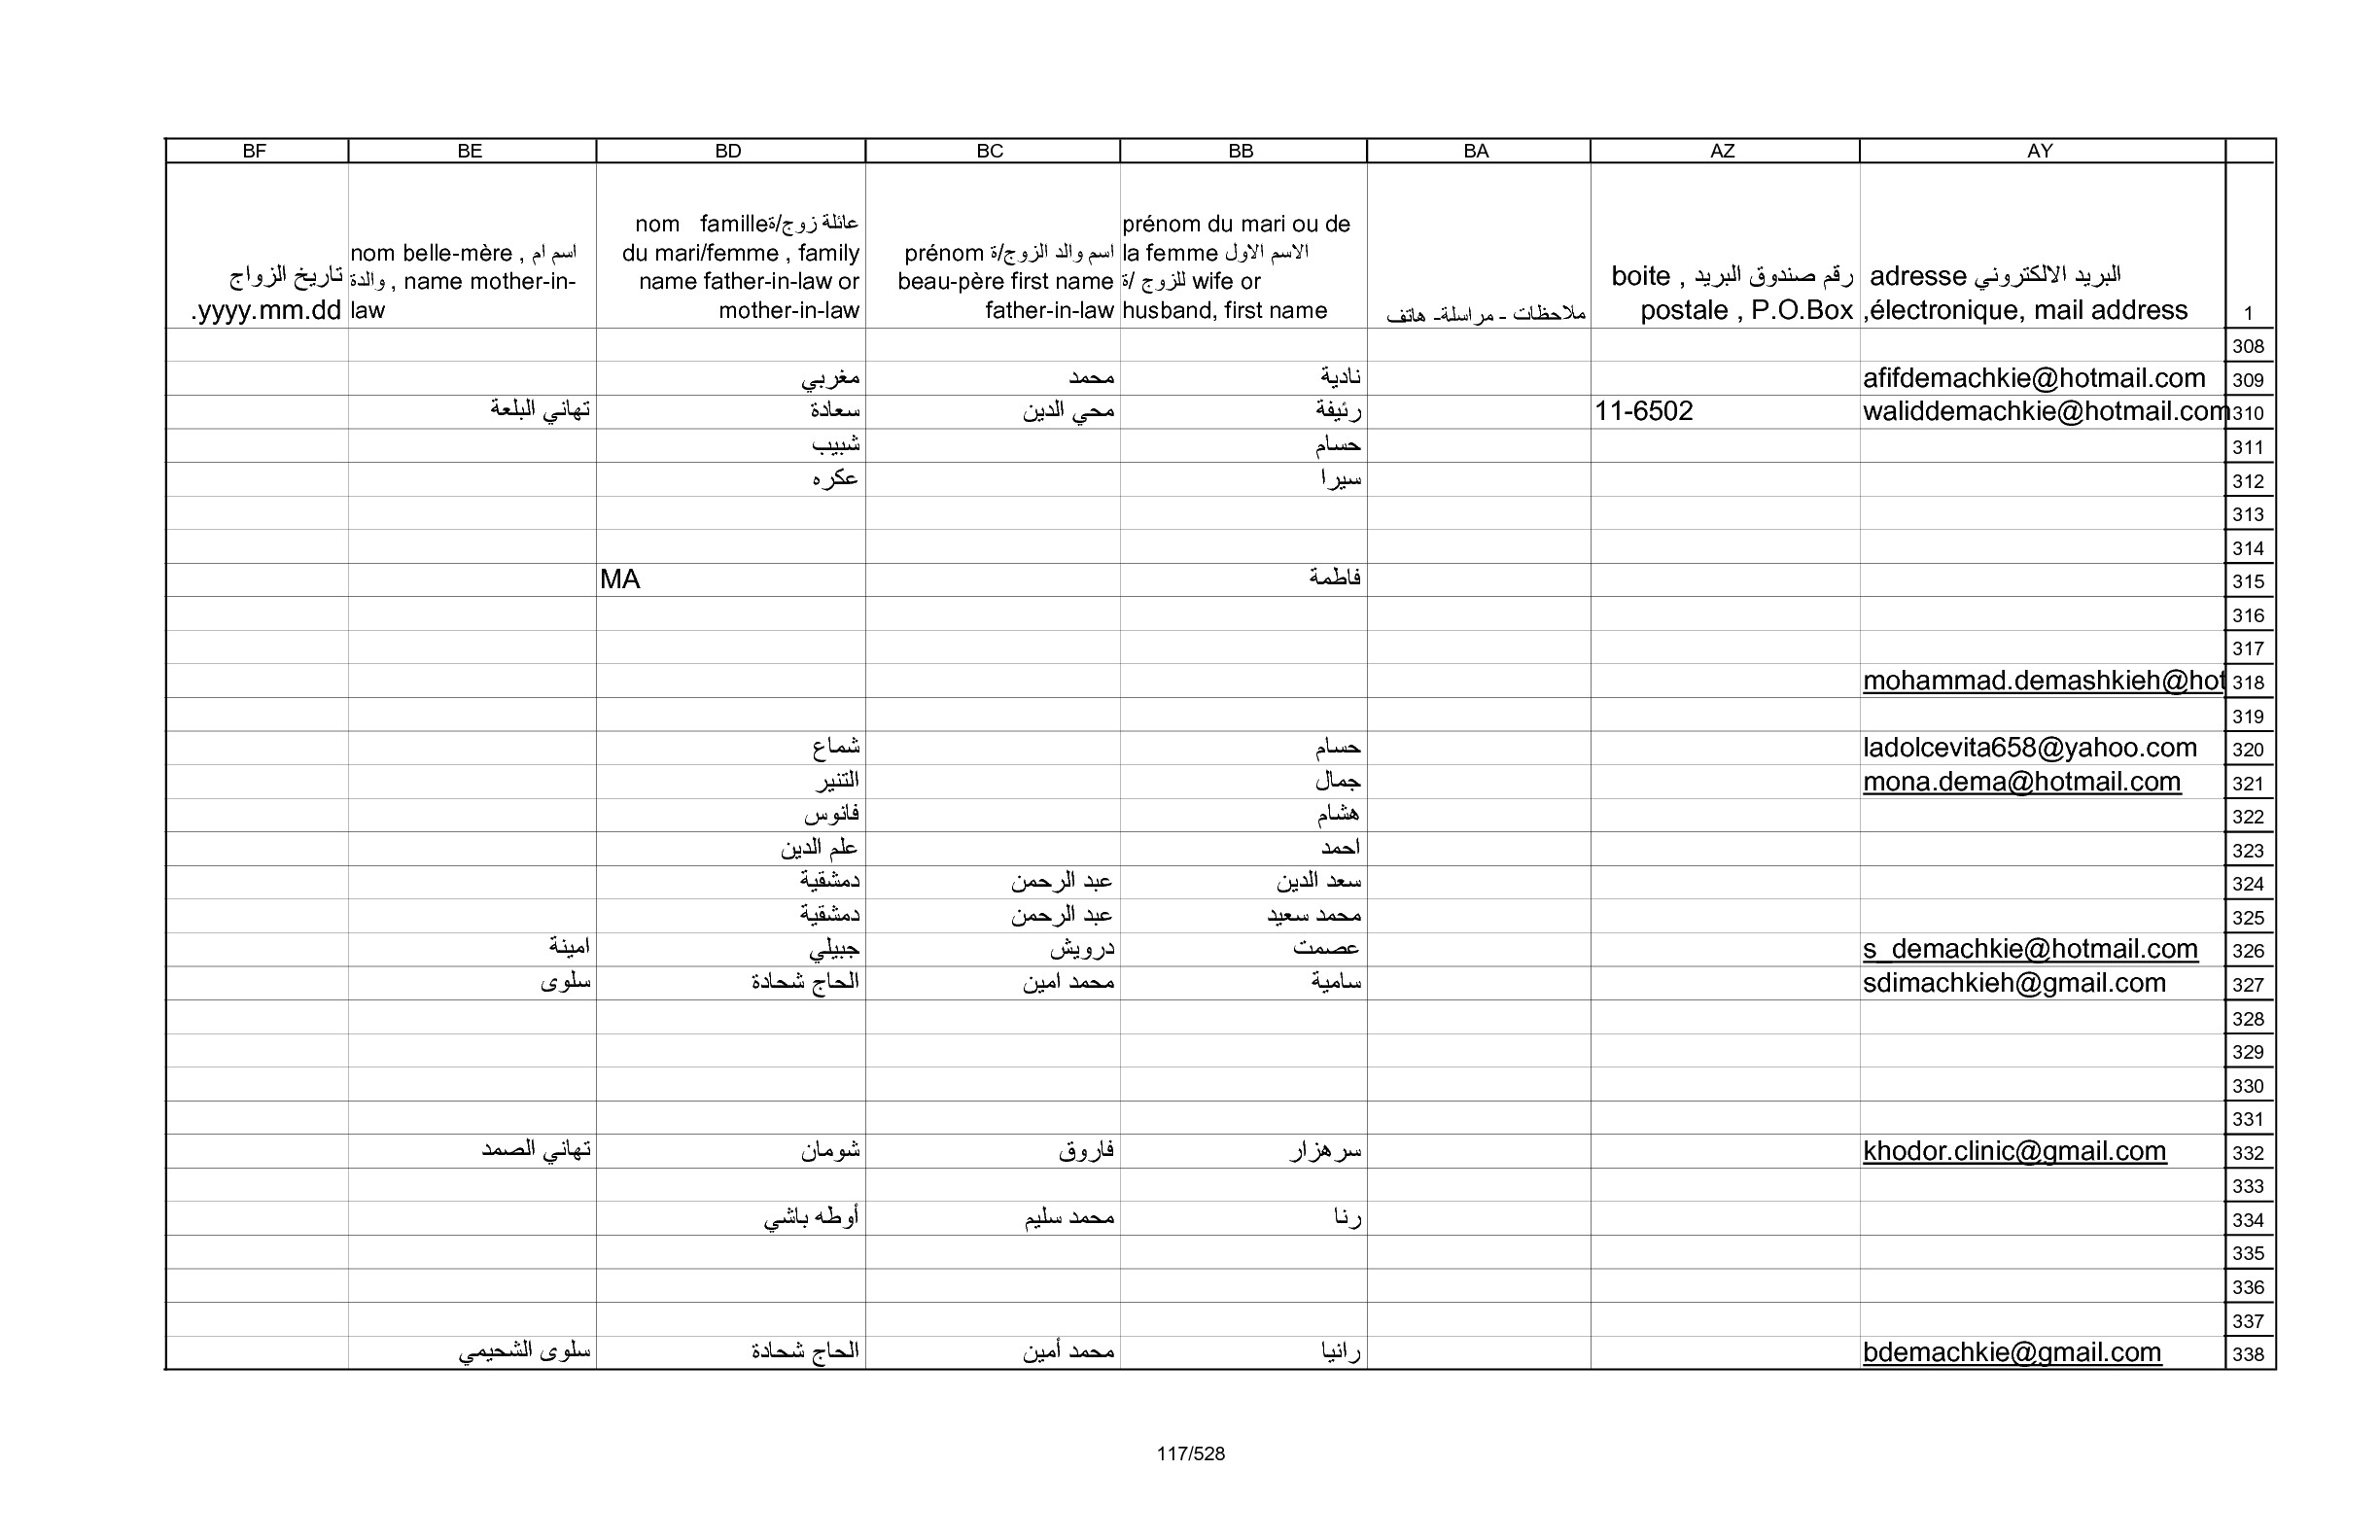 AY AZ BA BB BC BD BE BF
1 البريد الالكتروني adresse électronique, mail address, رقم صندوق البريد , boite postale , P.O.Box ملاحظات - مراسلة- هاتف prénom du mari ou de la femme الاسم الاول للزوج /ة wife or husband, first name اسم والد الزوج/ة prénom beau-père first name father-in-law عائلة زوج/ة nom famille du mari/femme , family name father-in-law or mother-in-law nom belle-mère , اسم ام والدة , name mother-in-law تاريخ الزواج yyyy.mm.dd.
308
309 afifdemachkie@hotmail.com نادية محمد مغربي
310 waliddemachkie@hotmail.com 11-6502 رئيفة محي الدين سعادة تهاني البلعة
311 حسام شبيب
312 سيرا عكره
313
314
315 فاطمة MA
316
317
318 mohammad.demashkieh@hot
319
320 ladolcevita658@yahoo.com حسام شماع
321 mona.dema@hotmail.com جمال التنير
322 هشام فانوس
323 احمد علم الدين
324 سعد الدين عبد الرحمن دمشقية
325 محمد سعيد عبد الرحمن دمشقية
326 s_demachkie@hotmail.com عصمت درويش جبيلي امينة
327 sdimachkieh@gmail.com سامية محمد امين الحاج شحادة سلوى
328
329
330
331
332 khodor.clinic@gmail.com سرهزار فاروق شومان تهاني الصمد
333
334 رنا محمد سليم أوطه باشي
335
336
337
338 bdemachkie@gmail.com رانيا محمد أمين الحاج شحادة سلوى الشحيمي
117/528